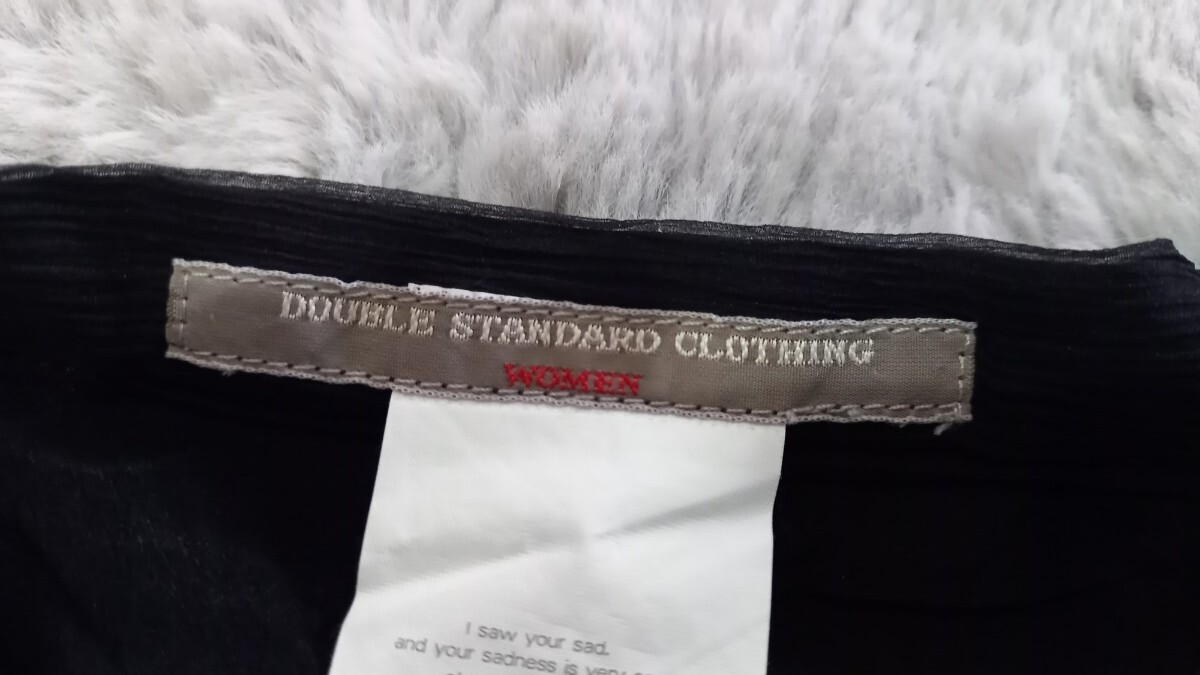 DOUBLE STANDARD CLOTHING
WOMEN
I saw your sad.
and your sadness is very